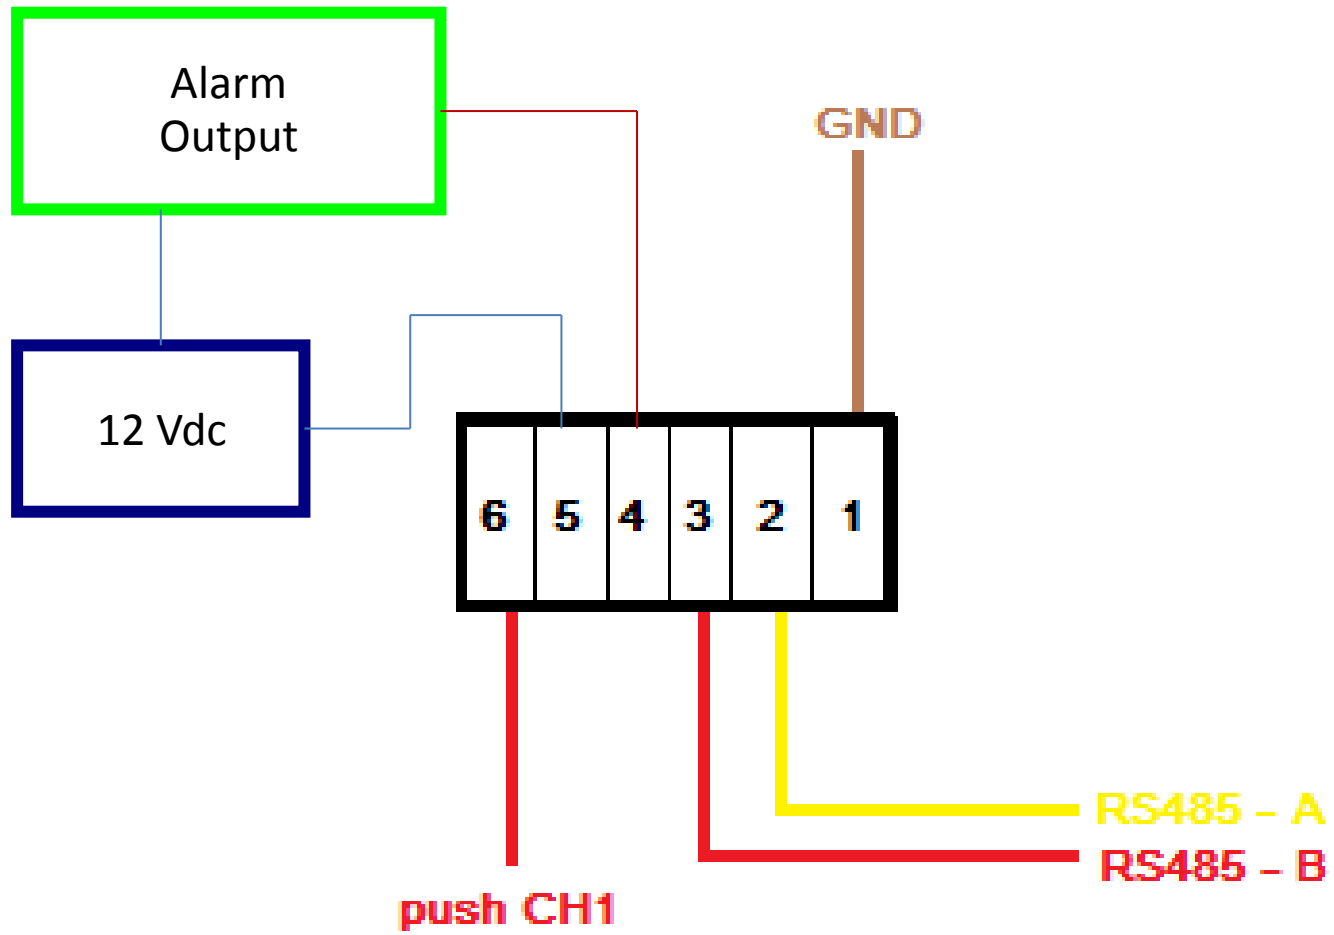 Alarm
Output
GND
12 Vdc
6 5 4 3 2 1
RS485 - A
RS485 - B
push CH1